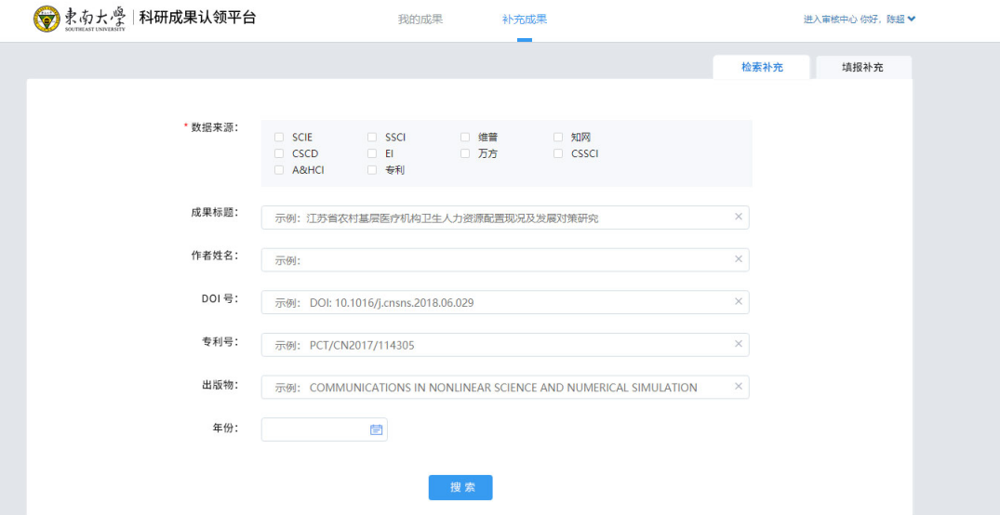 東南大學 科研成果认领平台 我的成果 补充成果 进入审核中心 你好，陈超
SOUTHEAST UNIVERSITY
检索补充 填报补充
* 数据来源：
SCIE SSCI 维普 知网
CSCD EI 万方 CSSCI
A&HCI 专利
成果标题： 示例：江苏省农村基层医疗机构卫生人力资源配置现况及发展对策研究
作者姓名： 示例：
DOI 号： 示例： DOI: 10.1016/j.cnsns.2018.06.029
专利号： 示例： PCT/CN2017/114305
出版物： 示例： COMMUNICATIONS IN NONLINEAR SCIENCE AND NUMERICAL SIMULATION
年份：
搜 索